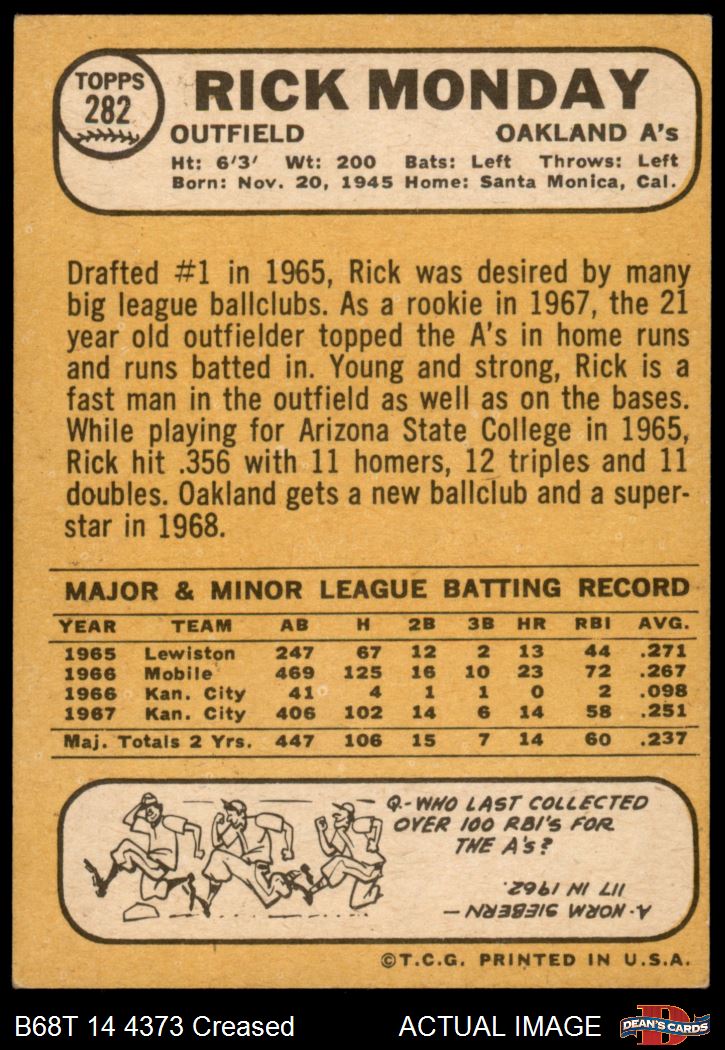 TOPPS
282
RICK MONDAY
OUTFIELD OAKLAND A's
Ht: 6'3' Wt: 200 Bats: Left Throws: Left
Born: Nov. 20, 1945 Home: Santa Monica, Cal.
Drafted #1 in 1965, Rick was desired by many
big league ballclubs. As a rookie in 1967, the 21
year old outfielder topped the A's in home runs
and runs batted in. Young and strong, Rick is a
fast man in the outfield as well as on the bases.
While playing for Arizona State College in 1965,
Rick hit .356 with 11 homers, 12 triples and 11
doubles. Oakland gets a new ballclub and a super-
star in 1968.
MAJOR & MINOR LEAGUE BATTING RECORD
YEAR TEAM AB H 2B 3B HR RBI AVG.
1965 Lewiston 247 67 12 2 13 44 .271
1966 Mobile 469 125 16 10 23 72 .267
1966 Kan. City 41 4 1 1 0 2 .098
1967 Kan. City 406 102 14 6 14 58 .251
Maj. Totals 2 Yrs. 447 106 15 7 14 60 .237
Q.-WHO LAST COLLECTED
OVER 100 RBI'S FOR
THE A'S?
A. NORM SIEBERN —
117 IN 1962.
©T.C.G. PRINTED IN U.S.A.
B68T 14 4373 Creased ACTUAL IMAGE
D
DEAN'S CARDS